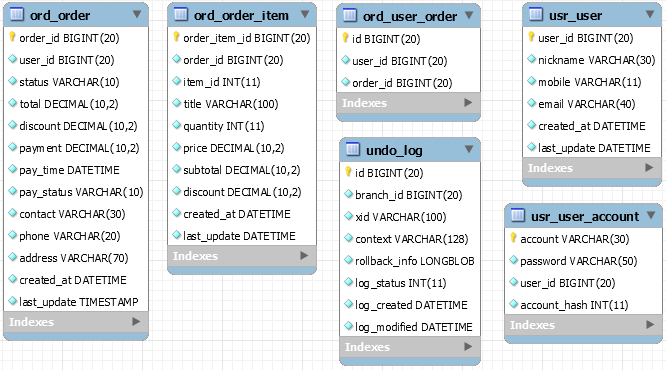 ord_order
order_id BIGINT(20)
user_id BIGINT(20)
status VARCHAR(10)
total DECIMAL(10,2)
discount DECIMAL(10,2)
payment DECIMAL(10,2)
pay_time DATETIME
pay_status VARCHAR(10)
contact VARCHAR(30)
phone VARCHAR(20)
address VARCHAR(70)
created_at DATETIME
last_update TIMESTAMP
Indexes
ord_order_item
order_item_id BIGINT(20)
order_id BIGINT(20)
item_id INT(11)
title VARCHAR(100)
quantity INT(11)
price DECIMAL(10,2)
subtotal DECIMAL(10,2)
discount DECIMAL(10,2)
created_at DATETIME
last_update DATETIME
Indexes
ord_user_order
id BIGINT(20)
user_id BIGINT(20)
order_id BIGINT(20)
Indexes
undo_log
id BIGINT(20)
branch_id BIGINT(20)
xid VARCHAR(100)
context VARCHAR(128)
rollback_info LONGBLOB
log_status INT(11)
log_created DATETIME
log_modified DATETIME
Indexes
usr_user
user_id BIGINT(20)
nickname VARCHAR(30)
mobile VARCHAR(11)
email VARCHAR(40)
created_at DATETIME
last_update DATETIME
Indexes
usr_user_account
account VARCHAR(30)
password VARCHAR(50)
user_id BIGINT(20)
account_hash INT(11)
Indexes